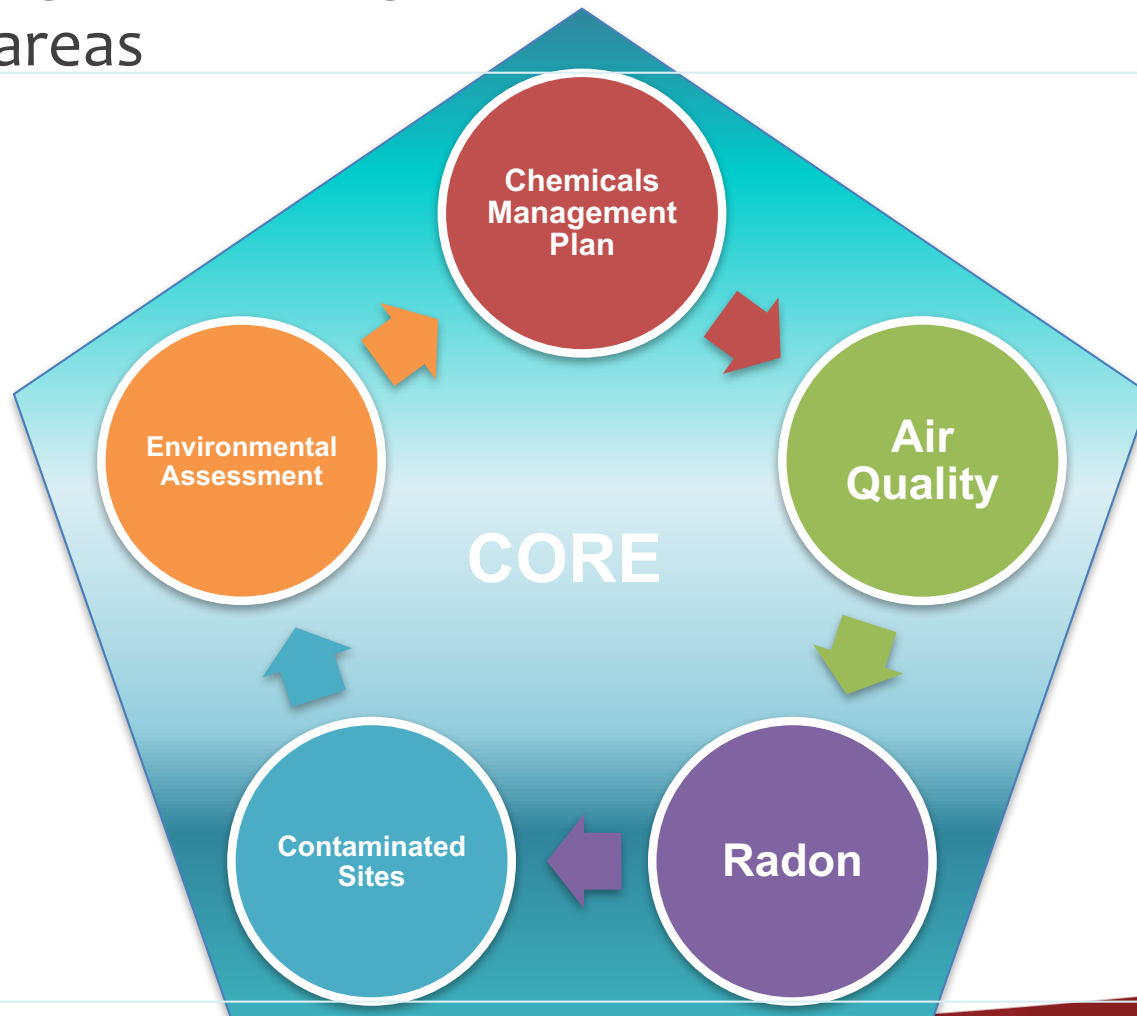 areas
Chemicals
Management
Plan
Environmental
Assessment
Air
Quality
CORE
Contaminated
Sites
Radon